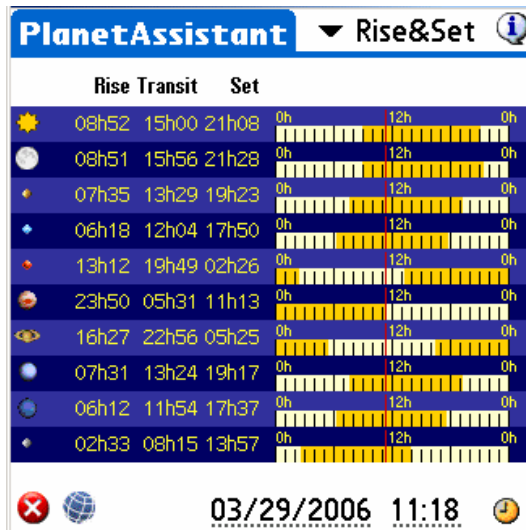 PlanetAssistant Rise&Set
Rise Transit Set
08h52 15h00 21h08 0h 12h 0h
08h51 15h56 21h28 0h 12h 0h
07h35 13h29 19h23 0h 12h 0h
06h18 12h04 17h50 0h 12h 0h
13h12 19h49 02h26 0h 12h 0h
23h50 05h31 11h13 0h 12h 0h
16h27 22h56 05h25 0h 12h 0h
07h31 13h24 19h17 0h 12h 0h
06h12 11h54 17h37 0h 12h 0h
02h33 08h15 13h57 0h 12h 0h
03/29/2006 11:18